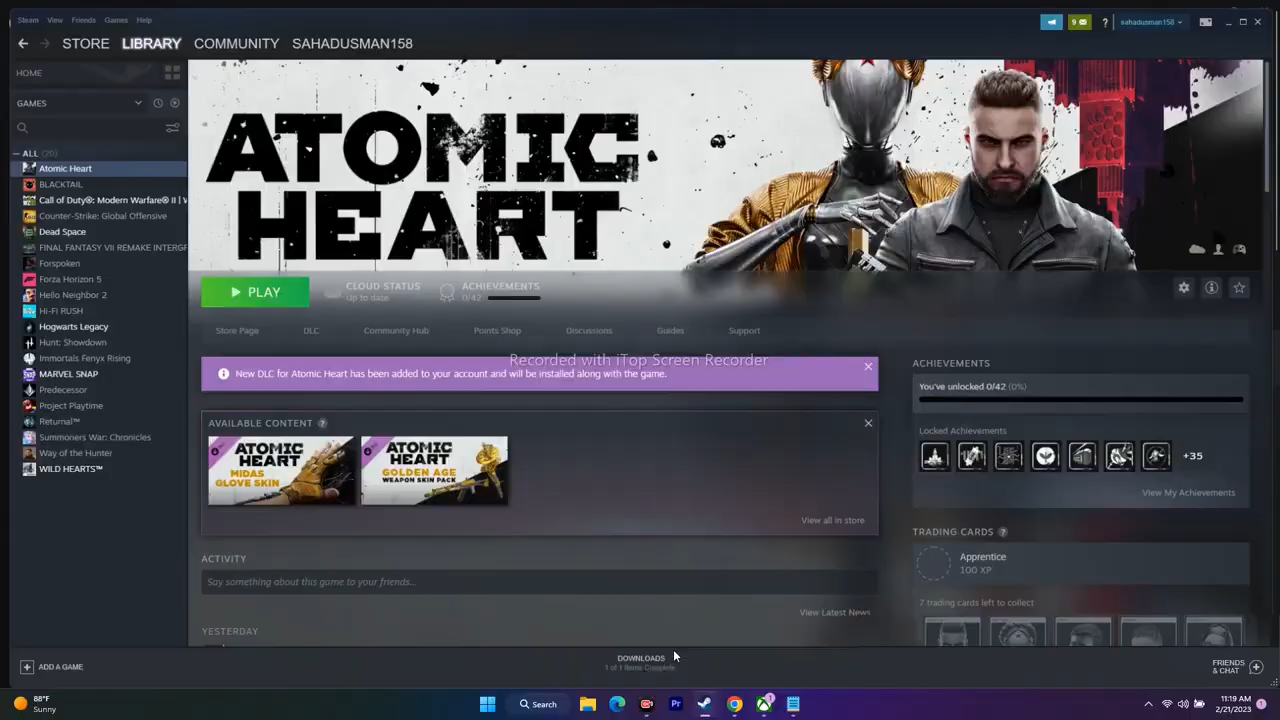 Steam View Friends Games Help
9 ? sahadusman158
STORE LIBRARY COMMUNITY SAHADUSMAN158
HOME
GAMES
ALL (20)
Atomic Heart
BLACKTAIL
Call of Duty®: Modern Warfare® II | W
Counter-Strike: Global Offensive
Dead Space
FINAL FANTASY VII REMAKE INTERGR
Forspoken
Forza Horizon 5
Hello Neighbor 2
Hi-Fi RUSH
Hogwarts Legacy
Hunt: Showdown
Immortals Fenyx Rising
MARVEL SNAP
Predecessor
Project Playtime
Returnal™
Summoners War: Chronicles
Way of the Hunter
WILD HEARTS™
ATOMIC
HEART
PLAY
CLOUD STATUS
Up to date
ACHIEVEMENTS
0/42
Store Page DLC Community Hub Points Shop Discussions Guides Support
Recorded with iTop Screen Recorder
New DLC for Atomic Heart has been added to your account and will be installed along with the game.
AVAILABLE CONTENT ?
ATOMIC
HEART
MIDAS
GLOVE SKIN
ATOMIC
HEART
GOLDEN AGE
WEAPON SKIN PACK
View all in store
ACTIVITY
Say something about this game to your friends...
View Latest News
YESTERDAY
ACHIEVEMENTS
You've unlocked 0/42 (0%)
Locked Achievements
+35
View My Achievements
TRADING CARDS ?
Apprentice
100 XP
7 trading cards left to collect
ADD A GAME
DOWNLOADS
1 of 1 Items Complete
FRIENDS
& CHAT
88°F
Sunny
Search
Pr
1
11:19 AM
2/21/2023
1